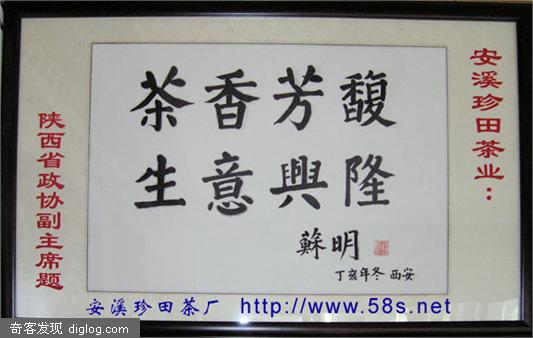 安溪珍田茶业：
茶香芳馥
生意興隆
蘇明
丁亥年冬 西安
陕西省政协副主席题
安溪珍田茶厂 http://www.58s.net
奇客发现 diglog.com